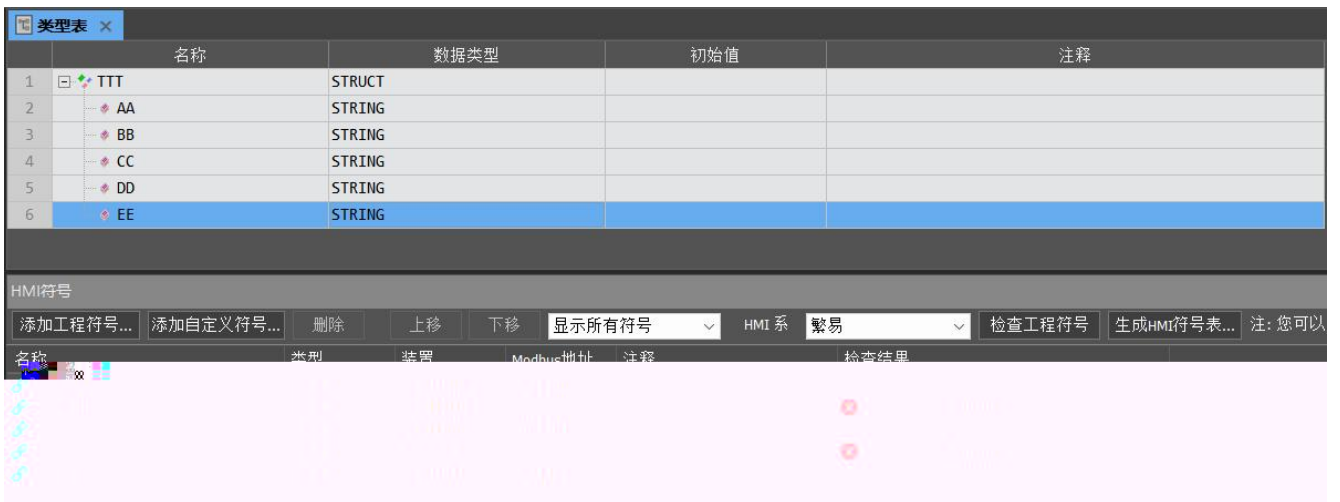 类型表
名称 数据类型 初始值 注释
1 TTT STRUCT
2 AA STRING
3 BB STRING
4 CC STRING
5 DD STRING
6 EE STRING
HMI符号
添加工程符号... 添加自定义符号... 删除 上移 下移 显示所有符号 HMI 系 繁易 检查工程符号 生成HMI符号表... 注:您可以
名称 类型 装置 Modbus地址 注释 检查结果